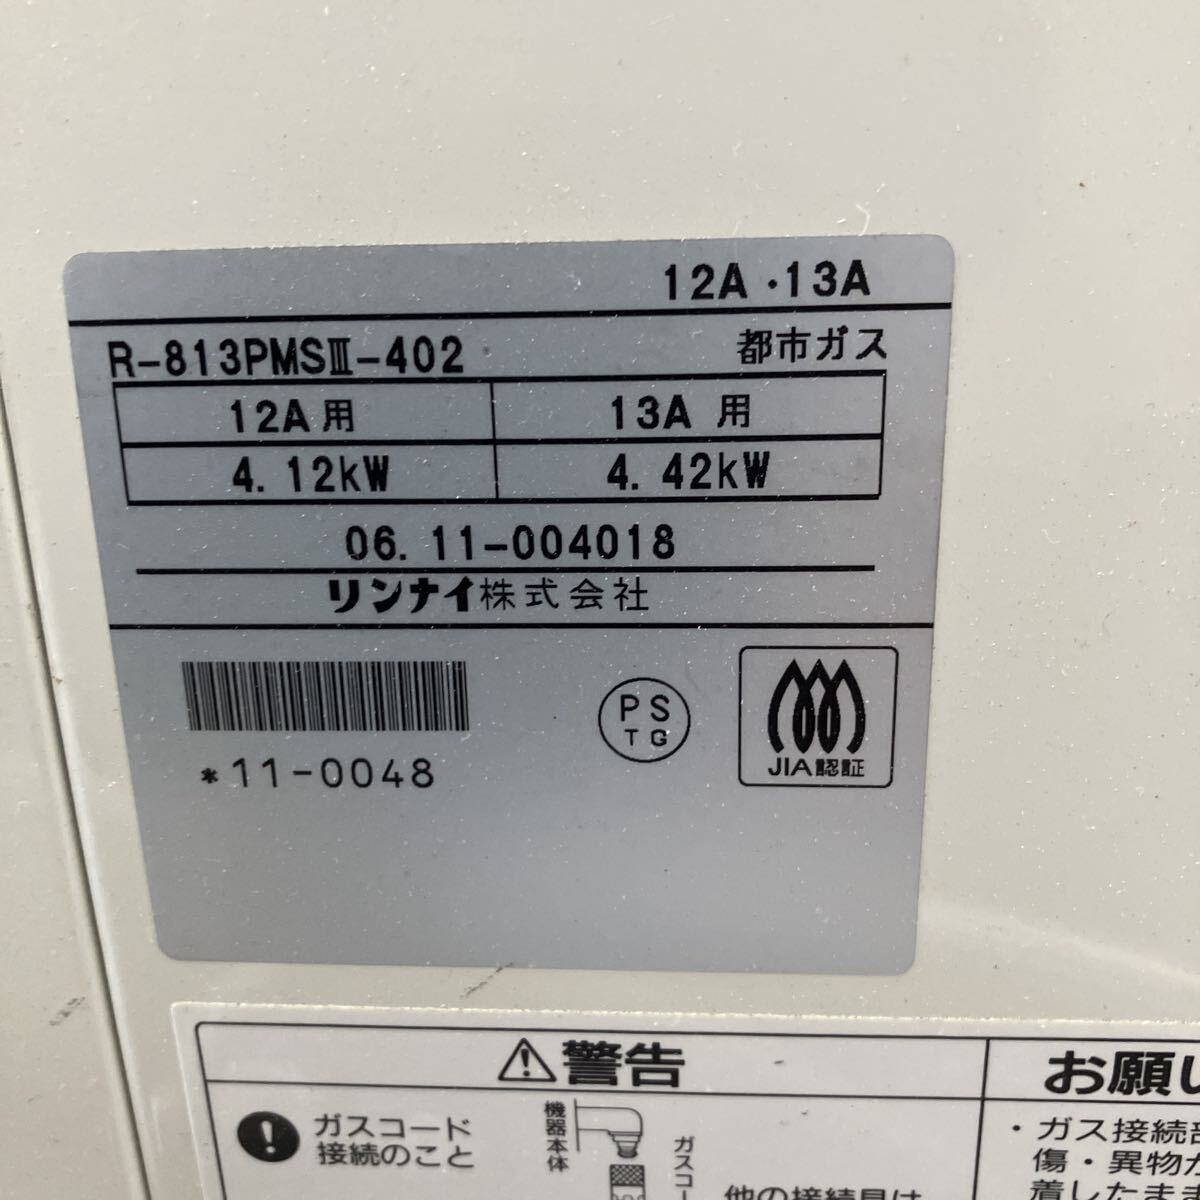 12A・13A
R-813PMSⅢ-402 都市ガス
12A用 13A 用
4.12kW 4.42kW
06.11-004018
リンナイ株式会社
*11-0048
PS
TG
JIA認証
警告
お願い
ガスコード
接続のこと
機器本体
ガスコー
他の接続具は
・ガス接続部
傷・異物が
着したまま